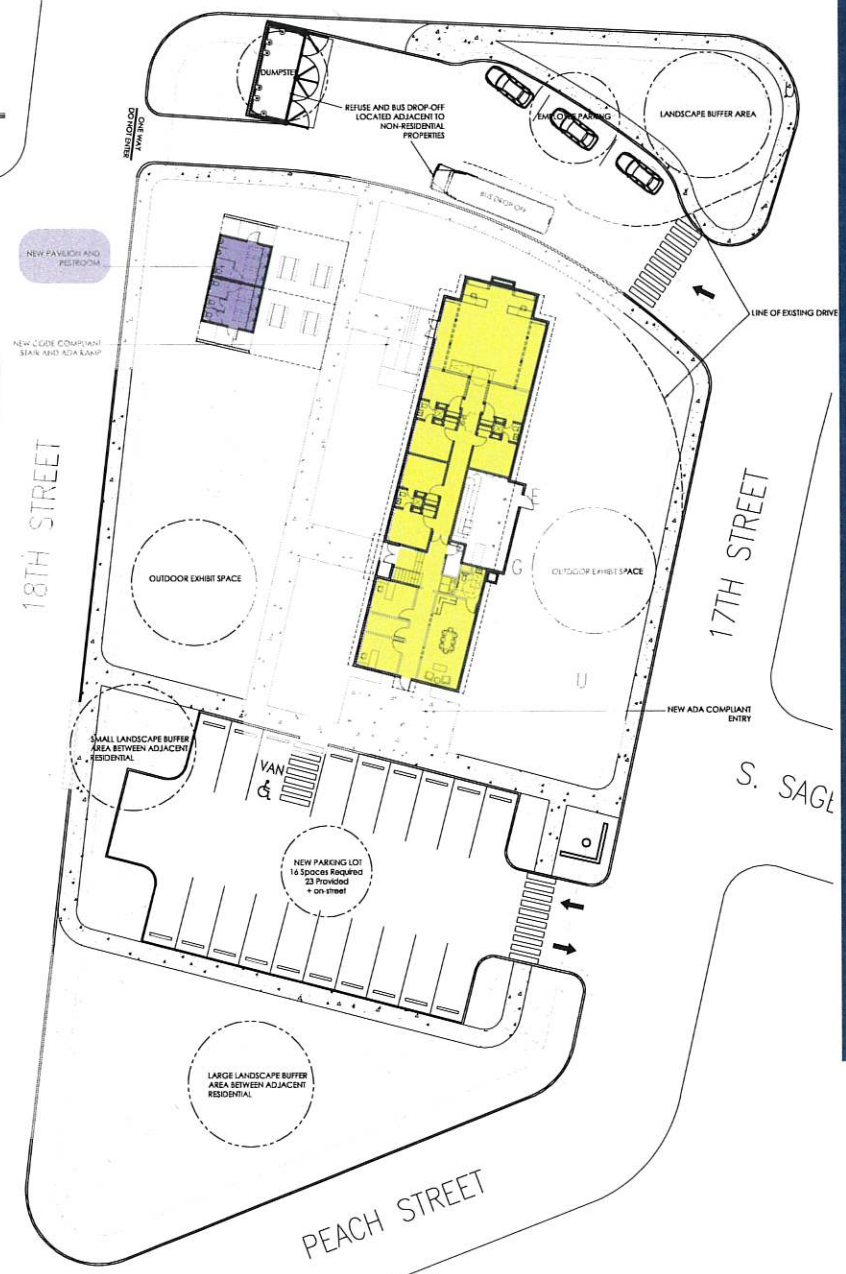 DUMPSTER
REFUSE AND BUS DROP-OFF
LOCATED ADJACENT TO
NON-RESIDENTIAL
PROPERTIES
EMPLOYEE PARKING
LANDSCAPE BUFFER AREA
ONE WAY
DO NOT ENTER
BUS DROP OFF
NEW PAVILION AND
RESTROOM
LINE OF EXISTING DRIVE
NEW CODE COMPLIANT
STAIR AND ADA RAMP
18TH STREET
17TH STREET
E
G
U
OUTDOOR EXHIBIT SPACE
OUTDOOR EXHIBIT SPACE
NEW ADA COMPLIANT
ENTRY
SMALL LANDSCAPE BUFFER
AREA BETWEEN ADJACENT
RESIDENTIAL
VAN
S. SAGE
NEW PARKING LOT
16 Spaces Required
23 Provided
+ on-street
LARGE LANDSCAPE BUFFER
AREA BETWEEN ADJACENT
RESIDENTIAL
PEACH STREET